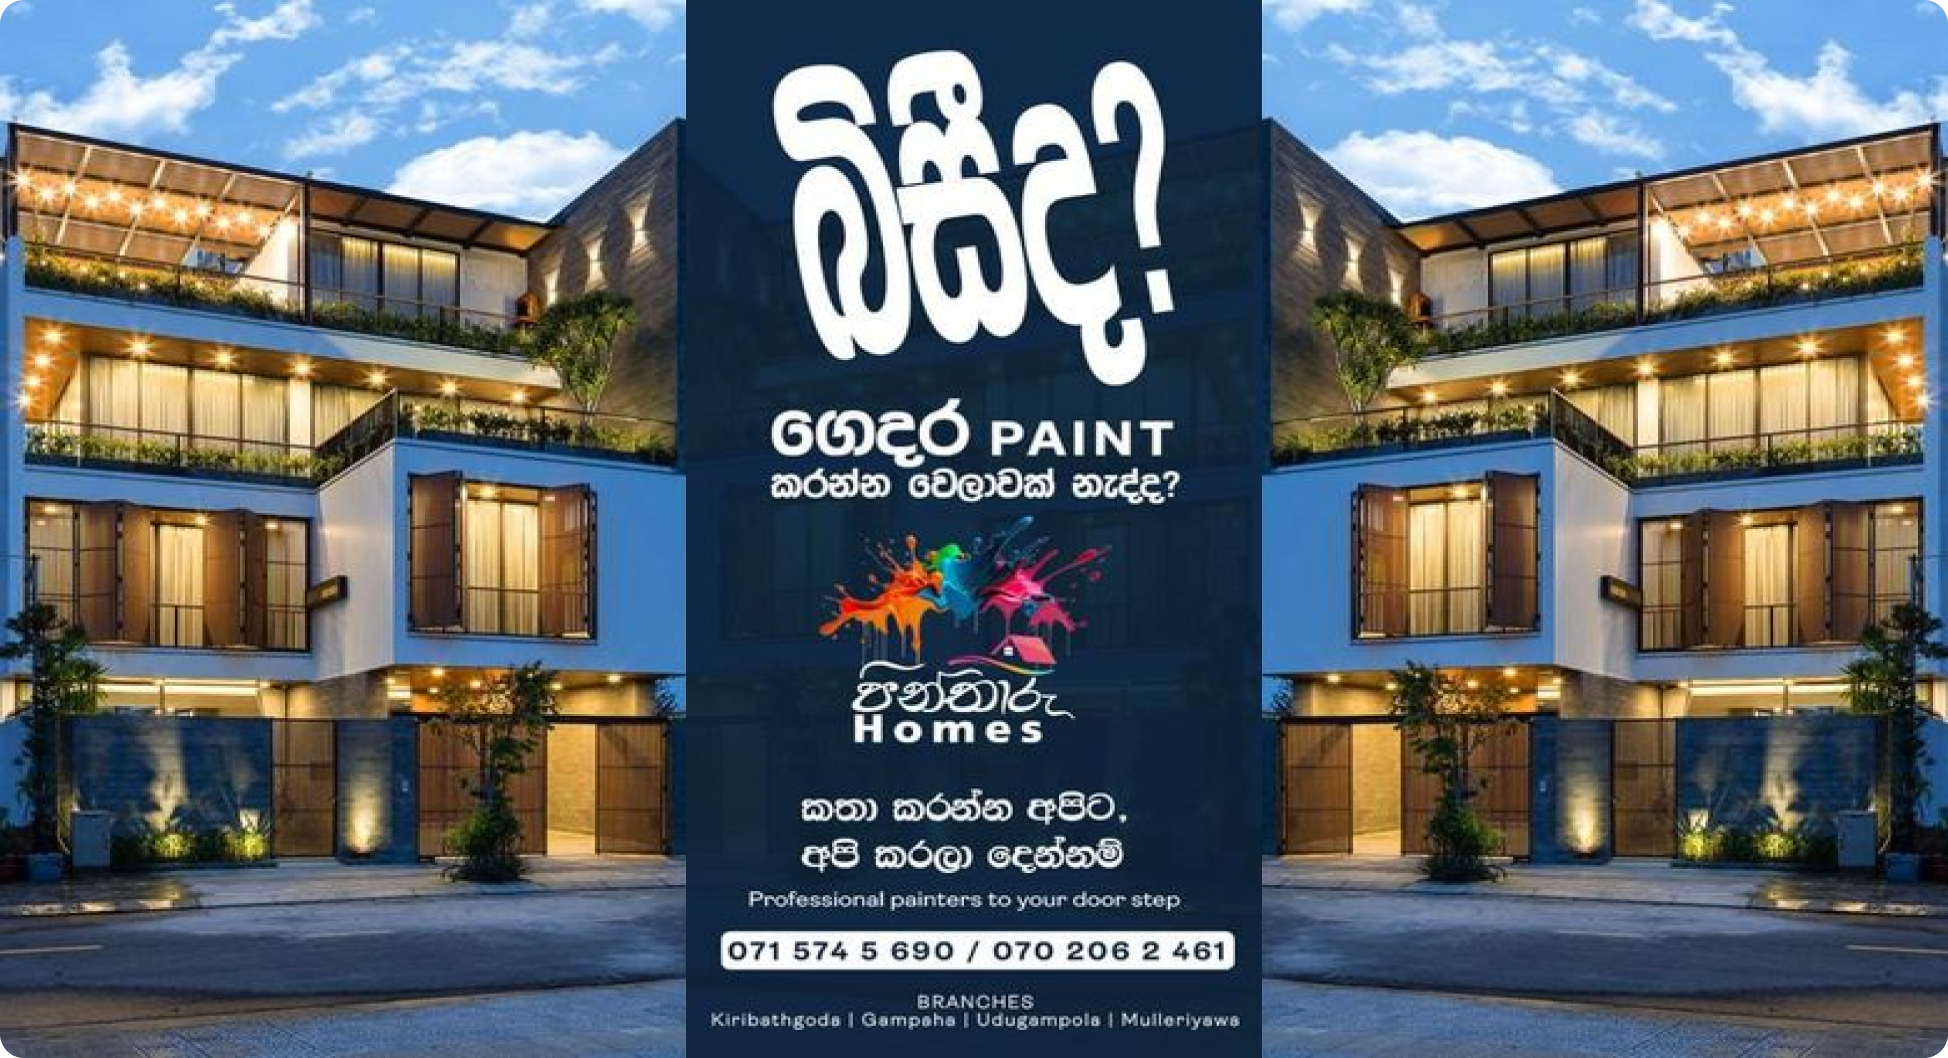 බිසීද?
ගෙදර PAINT
කරන්න වෙලාවක් නැද්ද?
පින්තාරු
Homes
කතා කරන්න අපිට,
අපි කරලා දෙන්නම්
Professional painters to your door step
071 574 5 690 / 070 206 2 461
BRANCHES
Kiribathgoda | Gampaha | Udugampola | Mulleriyawa